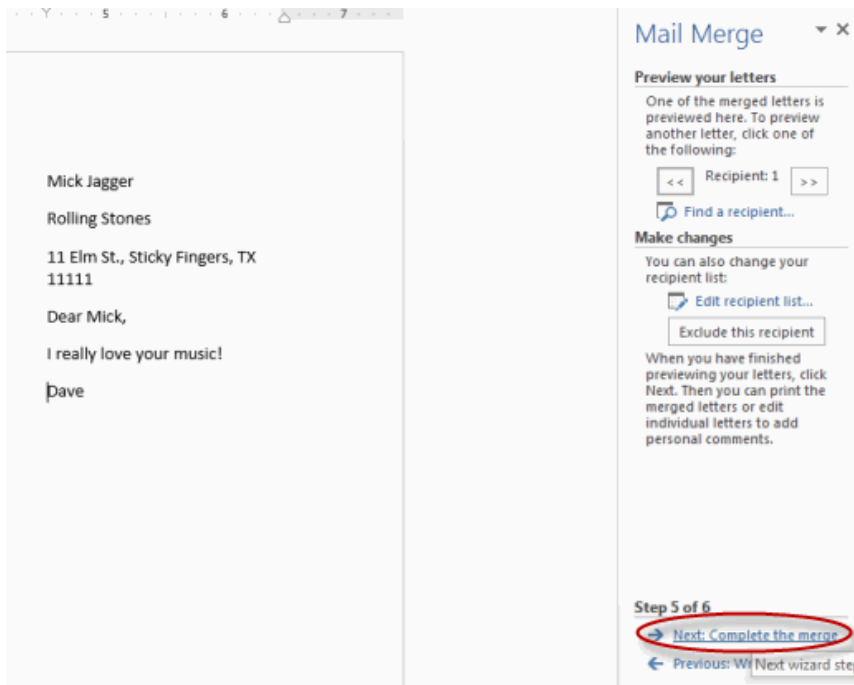 5 6 7
Mail Merge
Mick Jagger
Rolling Stones
11 Elm St., Sticky Fingers, TX
11111
Dear Mick,
I really love your music!
Dave
Preview your letters
One of the merged letters is
previewed here. To preview
another letter, click one of
the following:
<< Recipient: 1 >>
Find a recipient...
Make changes
You can also change your
recipient list:
Edit recipient list...
Exclude this recipient
When you have finished
previewing your letters, click
Next. Then you can print the
merged letters or edit
individual letters to add
personal comments.
Step 5 of 6
Next: Complete the merge
Previous: Next wizard